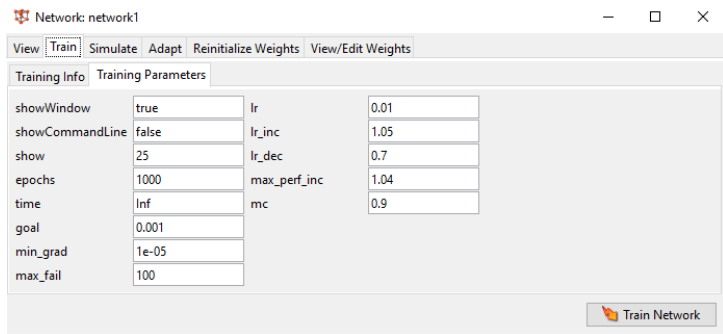 Network: network1
View Train Simulate Adapt Reinitialize Weights View/Edit Weights
Training Info Training Parameters
showWindow true lr 0.01
showCommandLine false lr_inc 1.05
show 25 lr_dec 0.7
epochs 1000 max_perf_inc 1.04
time Inf mc 0.9
goal 0.001
min_grad 1e-05
max_fail 100
Train Network